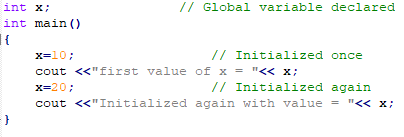 int x; // Global variable declared
int main()
{
x=10; // Initialized once
cout <<"first value of x = "<< x;
x=20; // Initialized again
cout <<"Initialized again with value = "<< x;
}